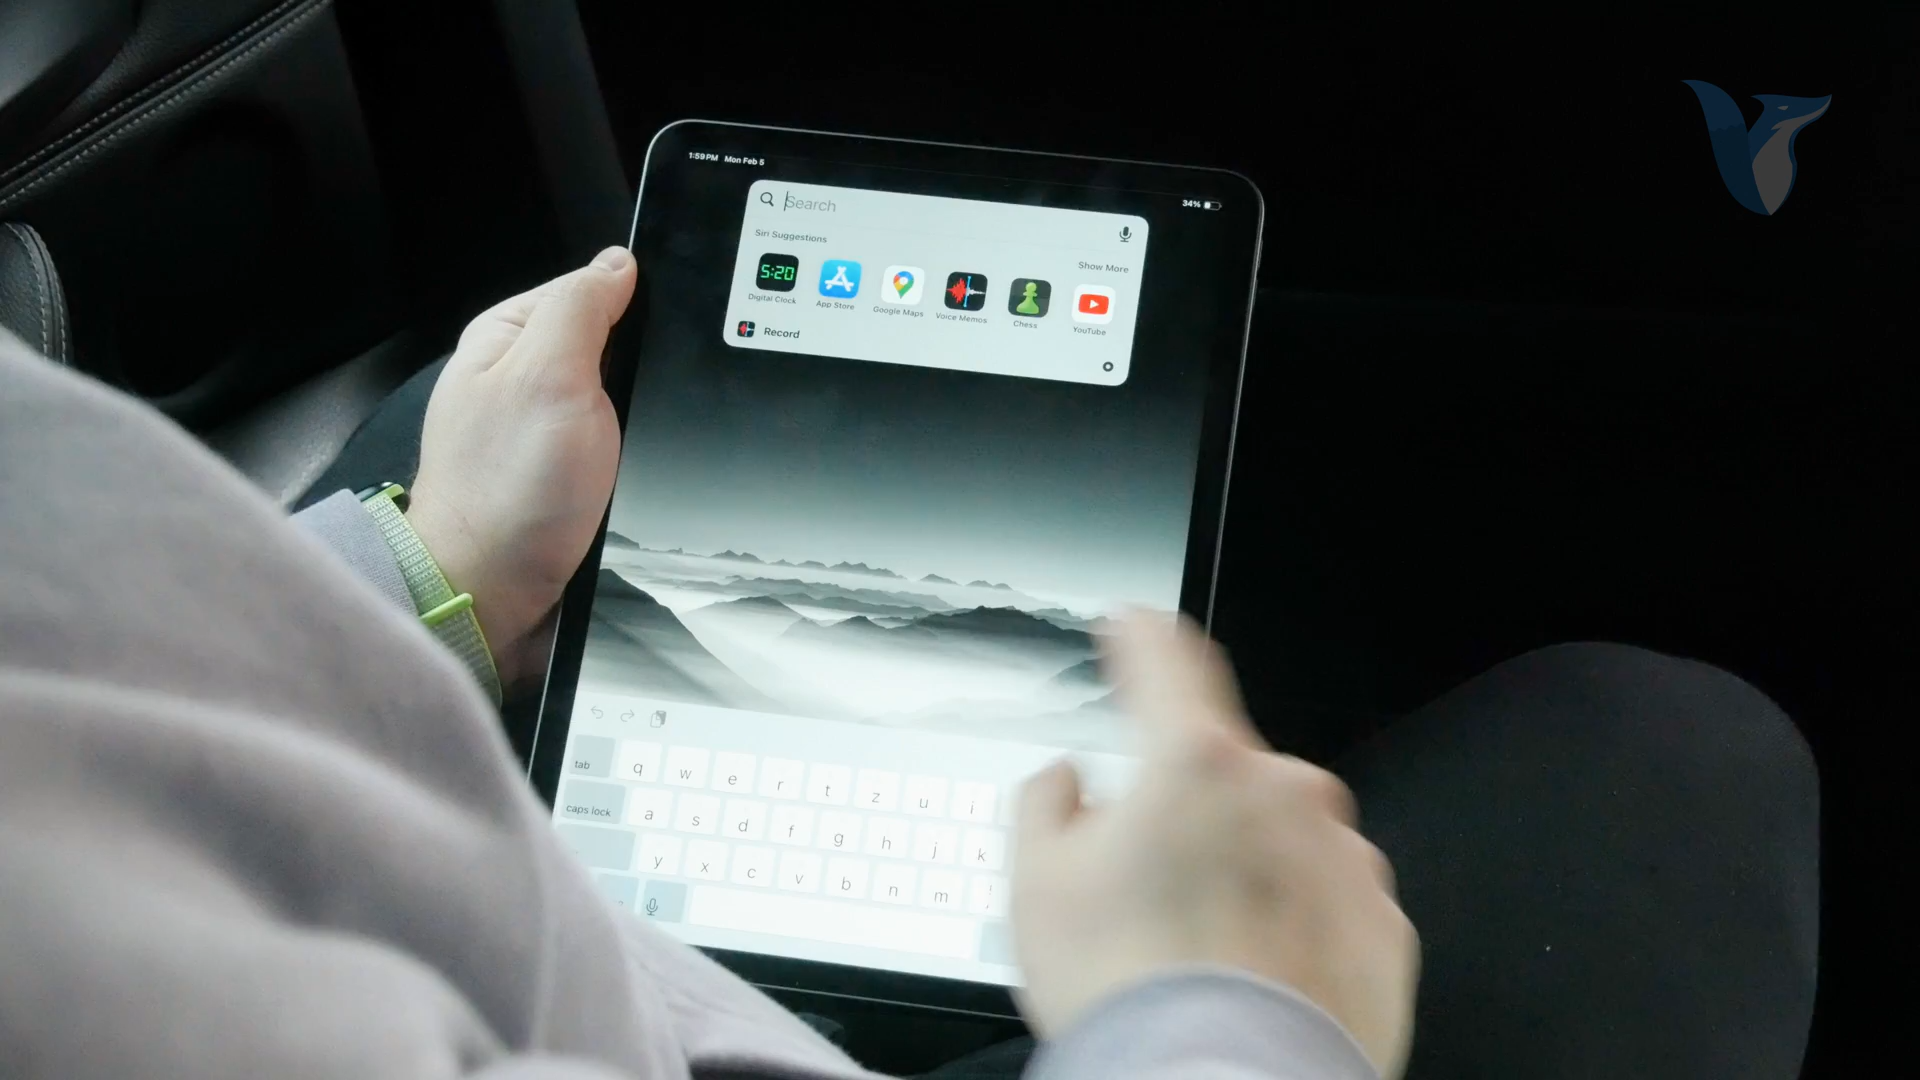 1:59 PM Mon Feb 5
34%
Search
Siri Suggestions
Show More
5:20
Digital Clock
App Store
Google Maps
Voice Memos
Chess
YouTube
Record
tab q w e r t z u i
caps lock a s d f g h j k
y x c v b n m